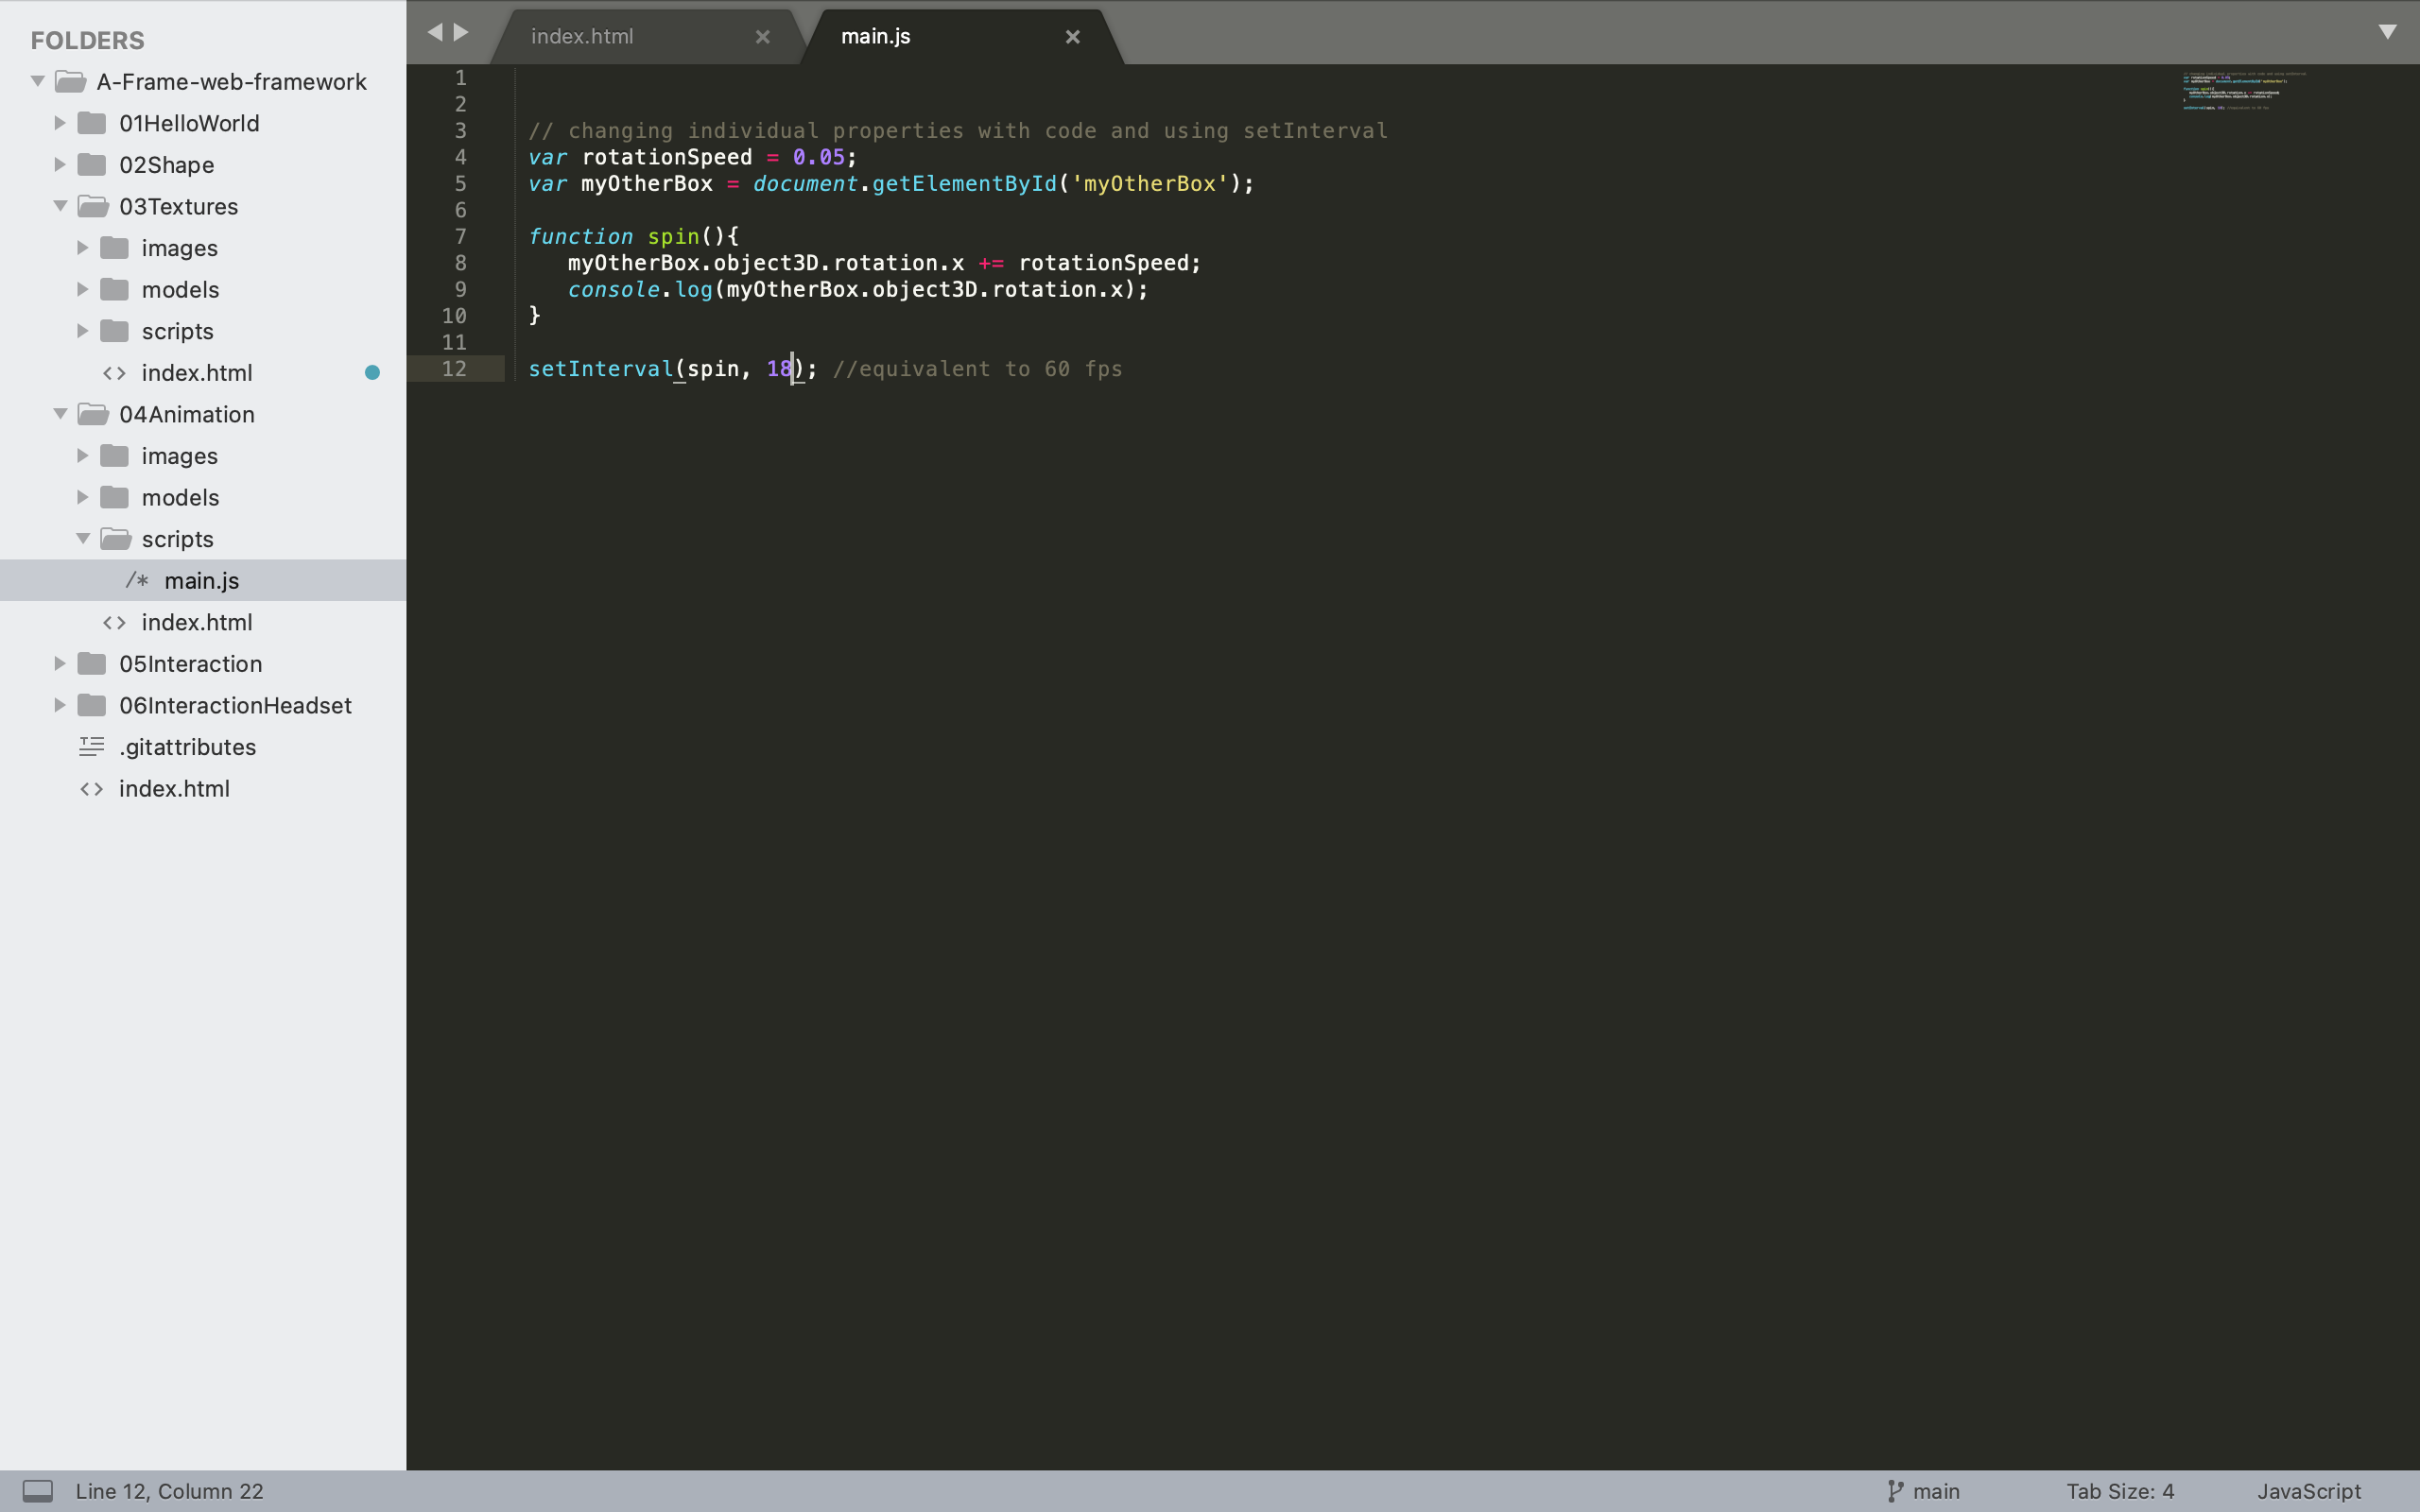 FOLDERS
A-Frame-web-framework
01HelloWorld
02Shape
03Textures
images
models
scripts
<> index.html
04Animation
images
models
scripts
/* main.js
<> index.html
05Interaction
06InteractionHeadset
.gitattributes
<> index.html
index.html ×
main.js ×
1
2
3 // changing individual properties with code and using setInterval
4 var rotationSpeed = 0.05;
5 var myOtherBox = document.getElementById('myOtherBox');
6
7 function spin(){
8 myOtherBox.object3D.rotation.x += rotationSpeed;
9 console.log(myOtherBox.object3D.rotation.x);
10 }
11
12 setInterval(spin, 18); //equivalent to 60 fps
Line 12, Column 22
main
Tab Size: 4
JavaScript